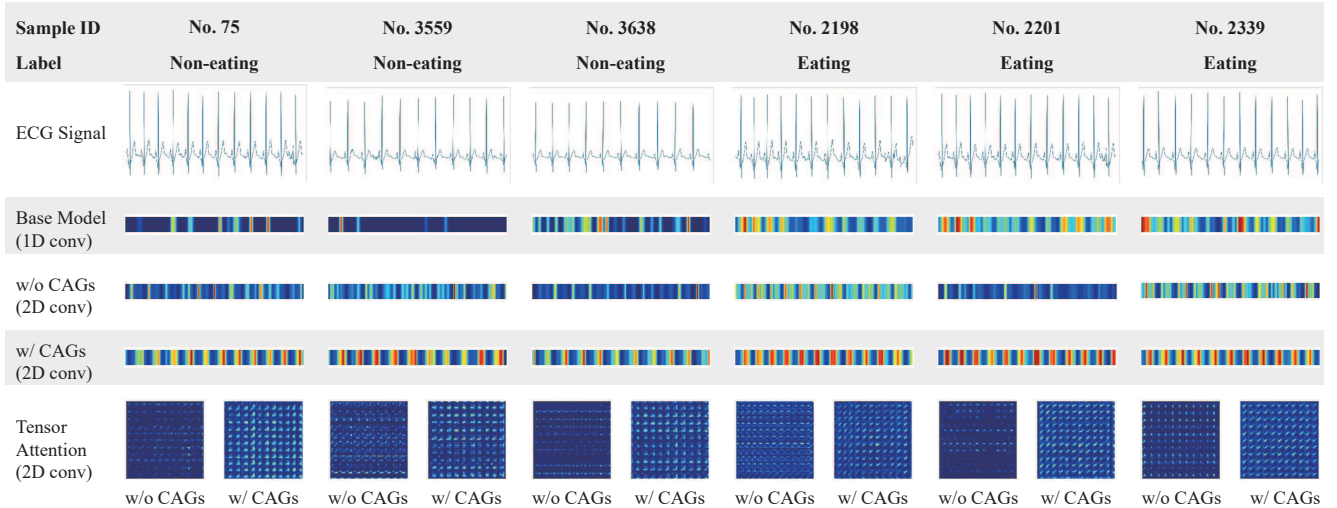 Sample ID No. 75 No. 3559 No. 3638 No. 2198 No. 2201 No. 2339
Label Non-eating Non-eating Non-eating Eating Eating Eating
ECG Signal
Base Model
(1D conv)
w/o CAGs
(2D conv)
w/ CAGs
(2D conv)
Tensor
Attention
(2D conv)
w/o CAGs w/ CAGs w/o CAGs w/ CAGs w/o CAGs w/ CAGs w/o CAGs w/ CAGs w/o CAGs w/ CAGs w/o CAGs w/ CAGs